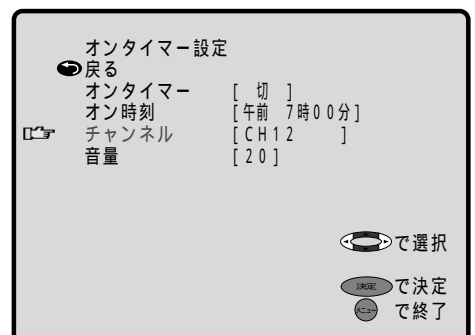 オンタイマー設定
戻る
オンタイマー [ 切 ]
オン時刻 [午前 7時00分]
チャンネル [CH12 ]
音量 [20]
で選択
決定 で決定
メニュー で終了